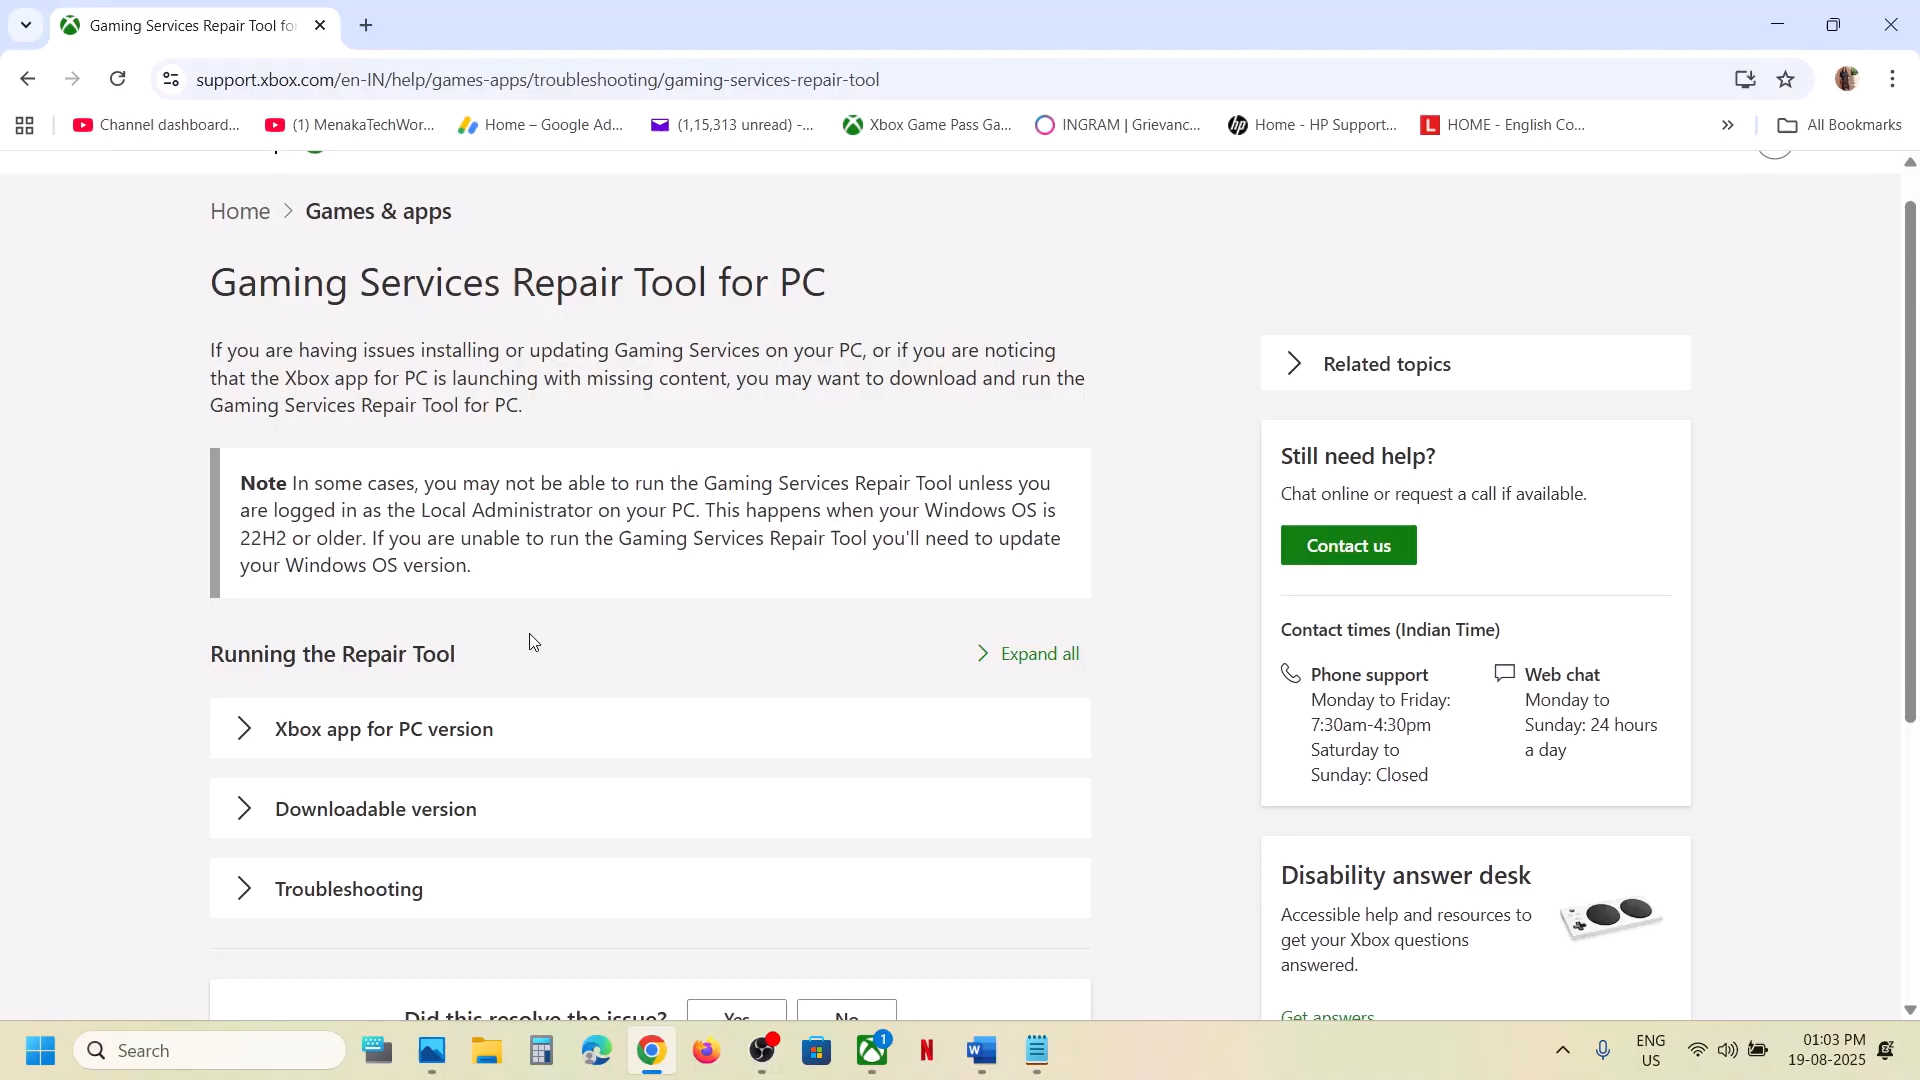 Gaming Services Repair Tool fo
support.xbox.com/en-IN/help/games-apps/troubleshooting/gaming-services-repair-tool
Channel dashboard...
(1) MenakaTechWor...
Home – Google Ad...
(1,15,313 unread) -...
Xbox Game Pass Ga...
INGRAM | Grievanc...
Home - HP Support...
HOME - English Co...
All Bookmarks
Home > Games & apps
Gaming Services Repair Tool for PC
If you are having issues installing or updating Gaming Services on your PC, or if you are noticing
that the Xbox app for PC is launching with missing content, you may want to download and run the
Gaming Services Repair Tool for PC.
Note In some cases, you may not be able to run the Gaming Services Repair Tool unless you
are logged in as the Local Administrator on your PC. This happens when your Windows OS is
22H2 or older. If you are unable to run the Gaming Services Repair Tool you'll need to update
your Windows OS version.
Running the Repair Tool
Expand all
Xbox app for PC version
Downloadable version
Troubleshooting
Did this resolve the issue?
Yes
No
Related topics
Still need help?
Chat online or request a call if available.
Contact us
Contact times (Indian Time)
Phone support
Monday to Friday:
7:30am-4:30pm
Saturday to
Sunday: Closed
Web chat
Monday to
Sunday: 24 hours
a day
Disability answer desk
Accessible help and resources to
get your Xbox questions
answered.
Get answers
Search
1
ENG
US
01:03 PM
19-08-2025